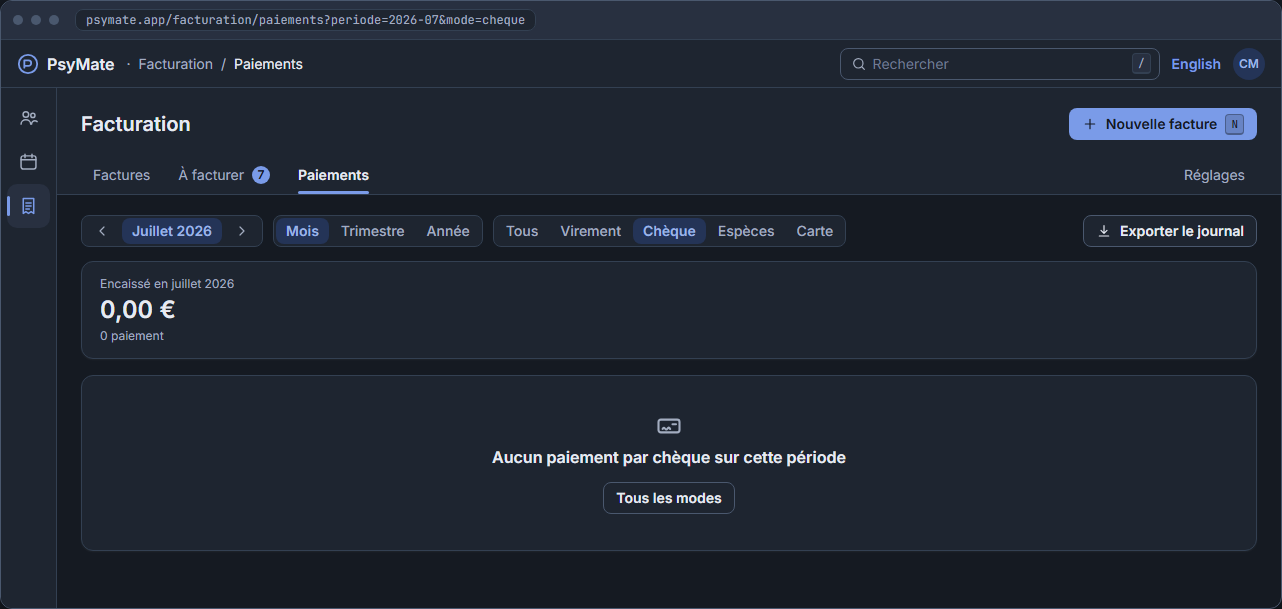 psymate.app/facturation/paiements?periode=2026-07&mode=cheque
PsyMate · Facturation / Paiements
Rechercher /
English
CM
Facturation
+ Nouvelle facture N
Factures
À facturer 7
Paiements
Réglages
Juillet 2026
Mois Trimestre Année
Tous Virement Chèque Espèces Carte
Exporter le journal
Encaissé en juillet 2026
0,00 €
0 paiement
Aucun paiement par chèque sur cette période
Tous les modes